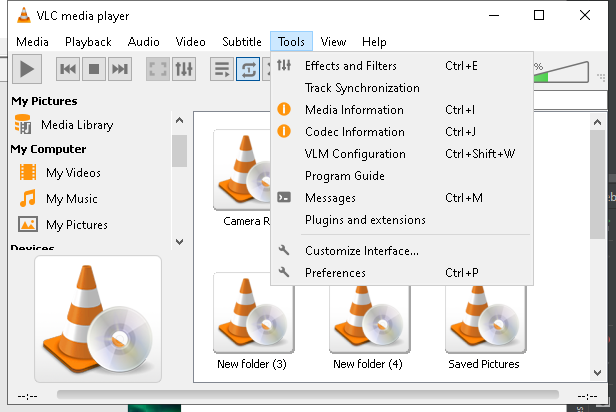 VLC media player
Media Playback Audio Video Subtitle Tools View Help
%
My Pictures
Media Library
My Computer
My Videos
My Music
My Pictures
Devices
Effects and Filters Ctrl+E
Track Synchronization
Media Information Ctrl+I
Codec Information Ctrl+J
VLM Configuration Ctrl+Shift+W
Program Guide
Messages Ctrl+M
Plugins and extensions
Customize Interface...
Preferences Ctrl+P
Camera R
New folder (3) New folder (4) Saved Pictures
--:-- --:--